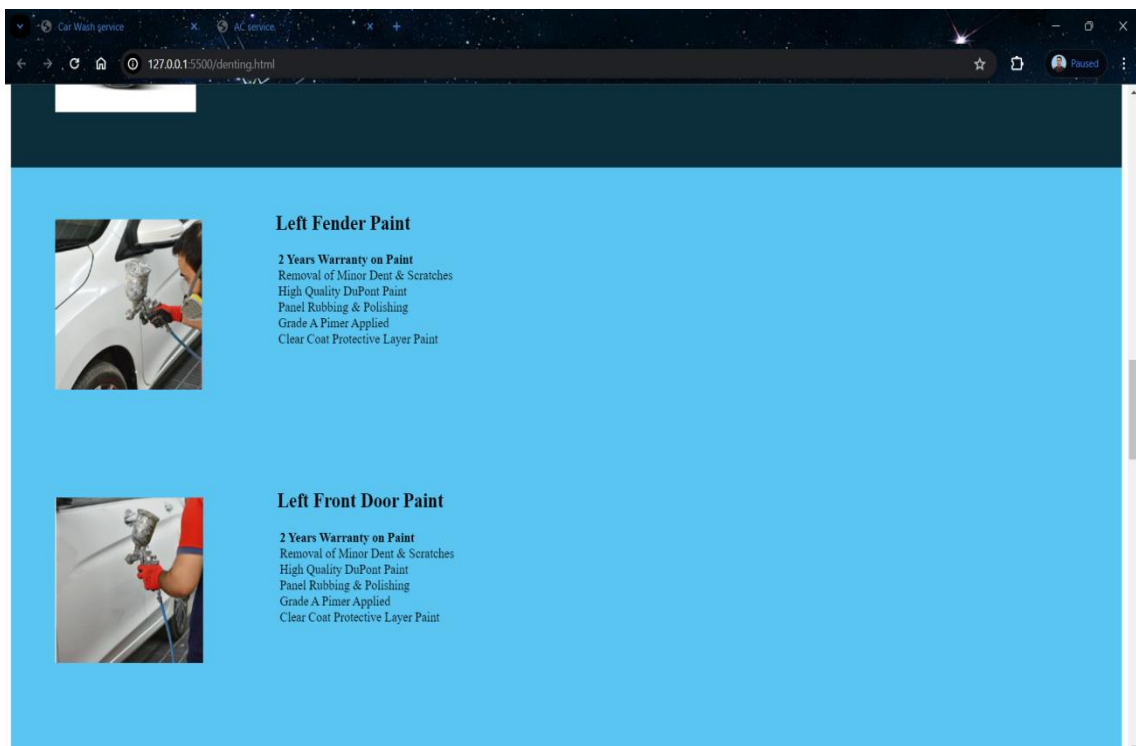 Car Wash service
AC service
127.0.0.1:5500/denting.html
Paused
Left Fender Paint
2 Years Warranty on Paint
Removal of Minor Dent & Scratches
High Quality DuPont Paint
Panel Rubbing & Polishing
Grade A Pimer Applied
Clear Coat Protective Layer Paint
Left Front Door Paint
2 Years Warranty on Paint
Removal of Minor Dent & Scratches
High Quality DuPont Paint
Panel Rubbing & Polishing
Grade A Pimer Applied
Clear Coat Protective Layer Paint